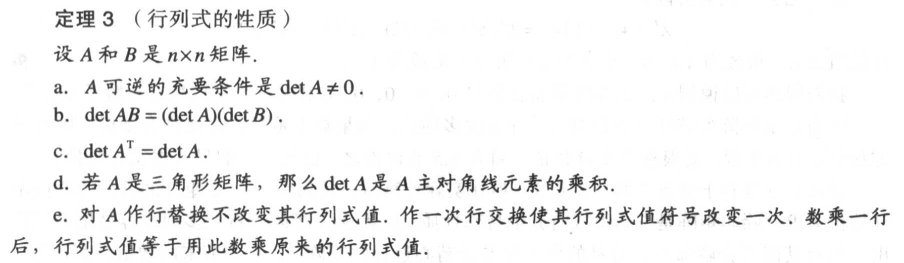 定理 3 （行列式的性质）
设 A 和 B 是 n×n 矩阵.
a. A 可逆的充要条件是 det A ≠ 0.
b. det AB = (det A)(det B).
c. det Aᵀ = det A.
d. 若 A 是三角形矩阵，那么 det A 是 A 主对角线元素的乘积.
e. 对 A 作行替换不改变其行列式值. 作一次行交换使其行列式值符号改变一次. 数乘一行
后，行列式值等于用此数乘原来的行列式值.